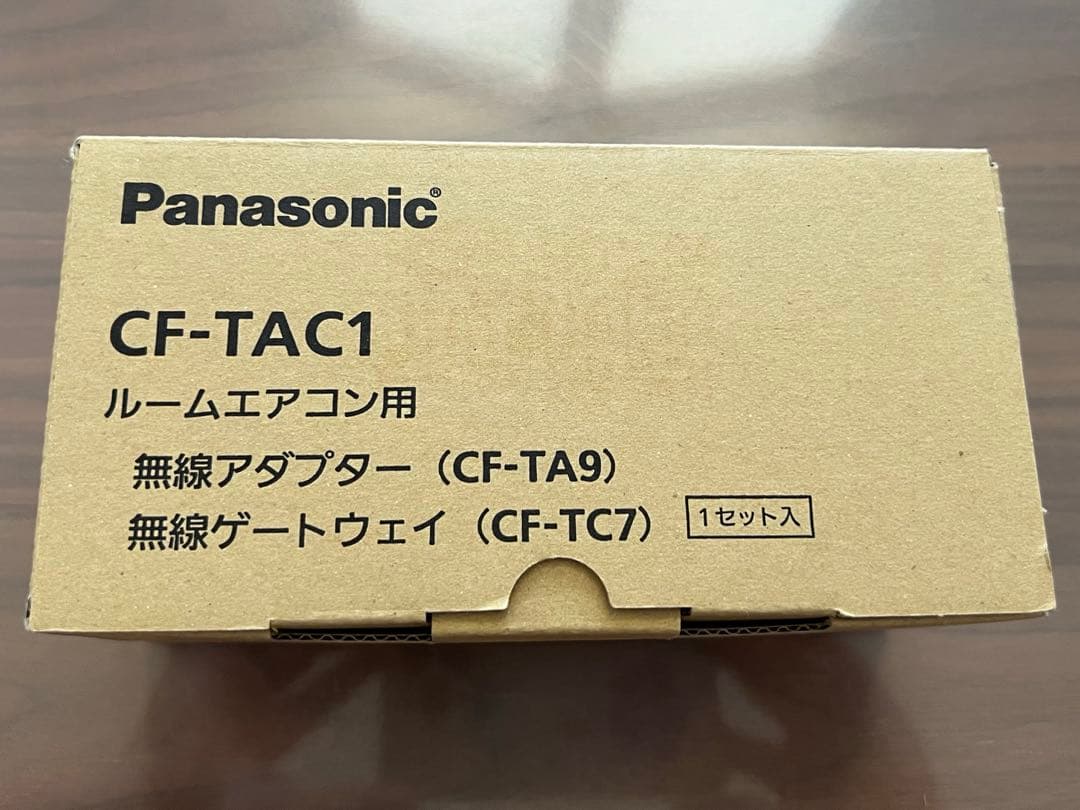 Panasonic®
CF-TAC1
ルームエアコン用
無線アダプター（CF-TA9）
無線ゲートウェイ（CF-TC7） 1セット入